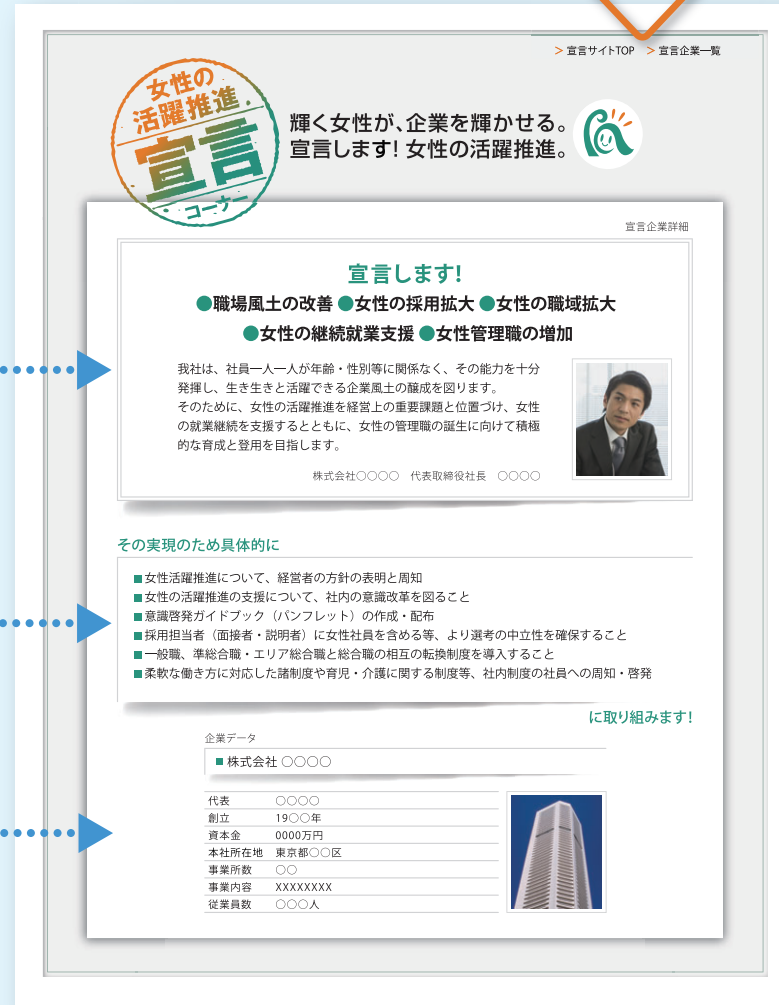 > 宣言サイトTOP > 宣言企業一覧
女性の
活躍推進
宣言
コーナー
輝く女性が、企業を輝かせる。
宣言します! 女性の活躍推進。
宣言企業詳細
宣言します!
●職場風土の改善 ●女性の採用拡大 ●女性の職域拡大
●女性の継続就業支援 ●女性管理職の増加
我社は、社員一人一人が年齢・性別等に関係なく、その能力を十分
発揮し、生き生きと活躍できる企業風土の醸成を図ります。
そのために、女性の活躍推進を経営上の重要課題と位置づけ、女性
の就業継続を支援するとともに、女性の管理職の誕生に向けて積極
的な育成と登用を目指します。
株式会社○○○○　代表取締役社長　○○○○
その実現のため具体的に
■女性活躍推進について、経営者の方針の表明と周知
■女性の活躍推進の支援について、社内の意識改革を図ること
■意識啓発ガイドブック（パンフレット）の作成・配布
■採用担当者（面接者・説明者）に女性社員を含める等、より選考の中立性を確保すること
■一般職、準総合職・エリア総合職と総合職の相互の転換制度を導入すること
■柔軟な働き方に対応した諸制度や育児・介護に関する制度等、社内制度の社員への周知・啓発
に取り組みます!
企業データ
■ 株式会社 ○○○○
代表 ○○○○
創立 19○○年
資本金 0000万円
本社所在地 東京都○○区
事業所数 ○○
事業内容 XXXXXXXX
従業員数 ○○○人